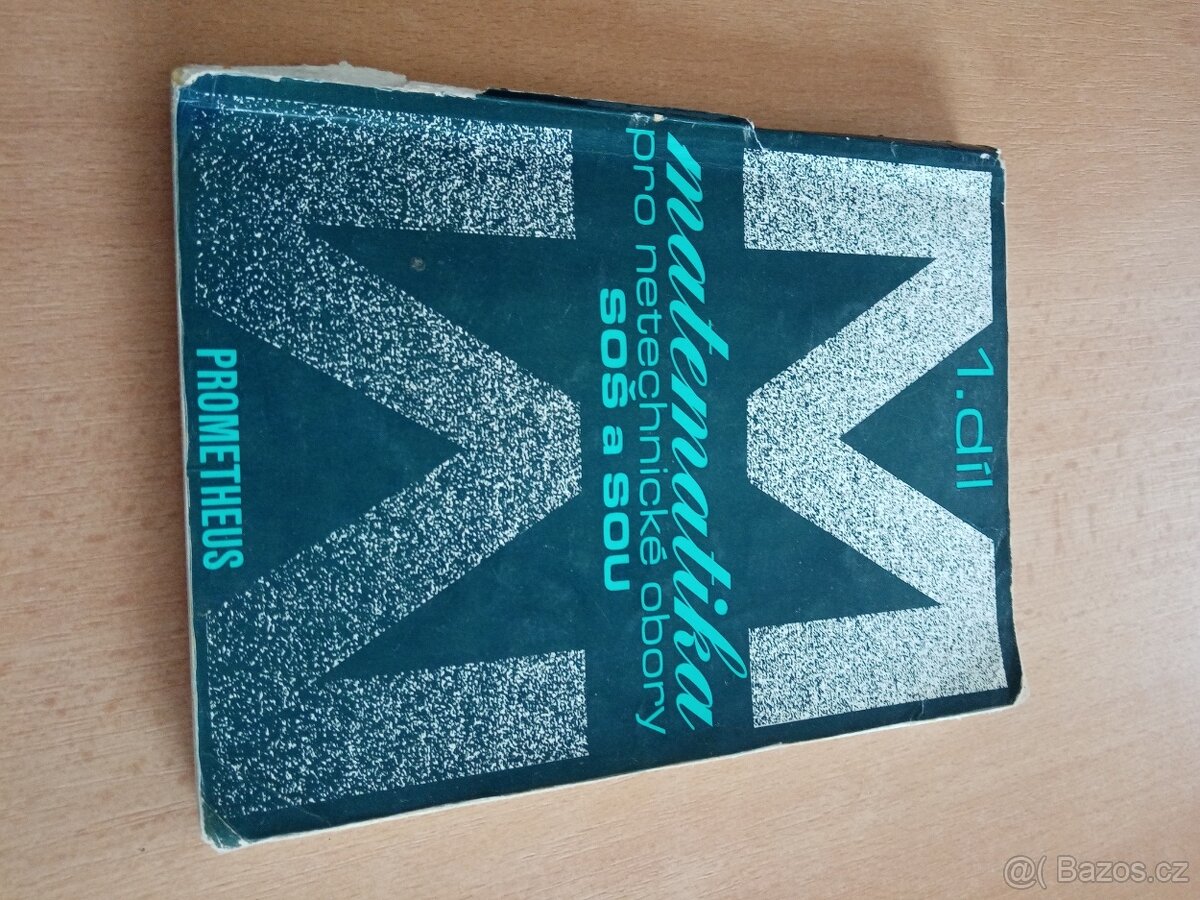 1. díl
matematika
pro netechnické obory
SOŠ a SOU
PROMETHEUS
@( Bazos.cz